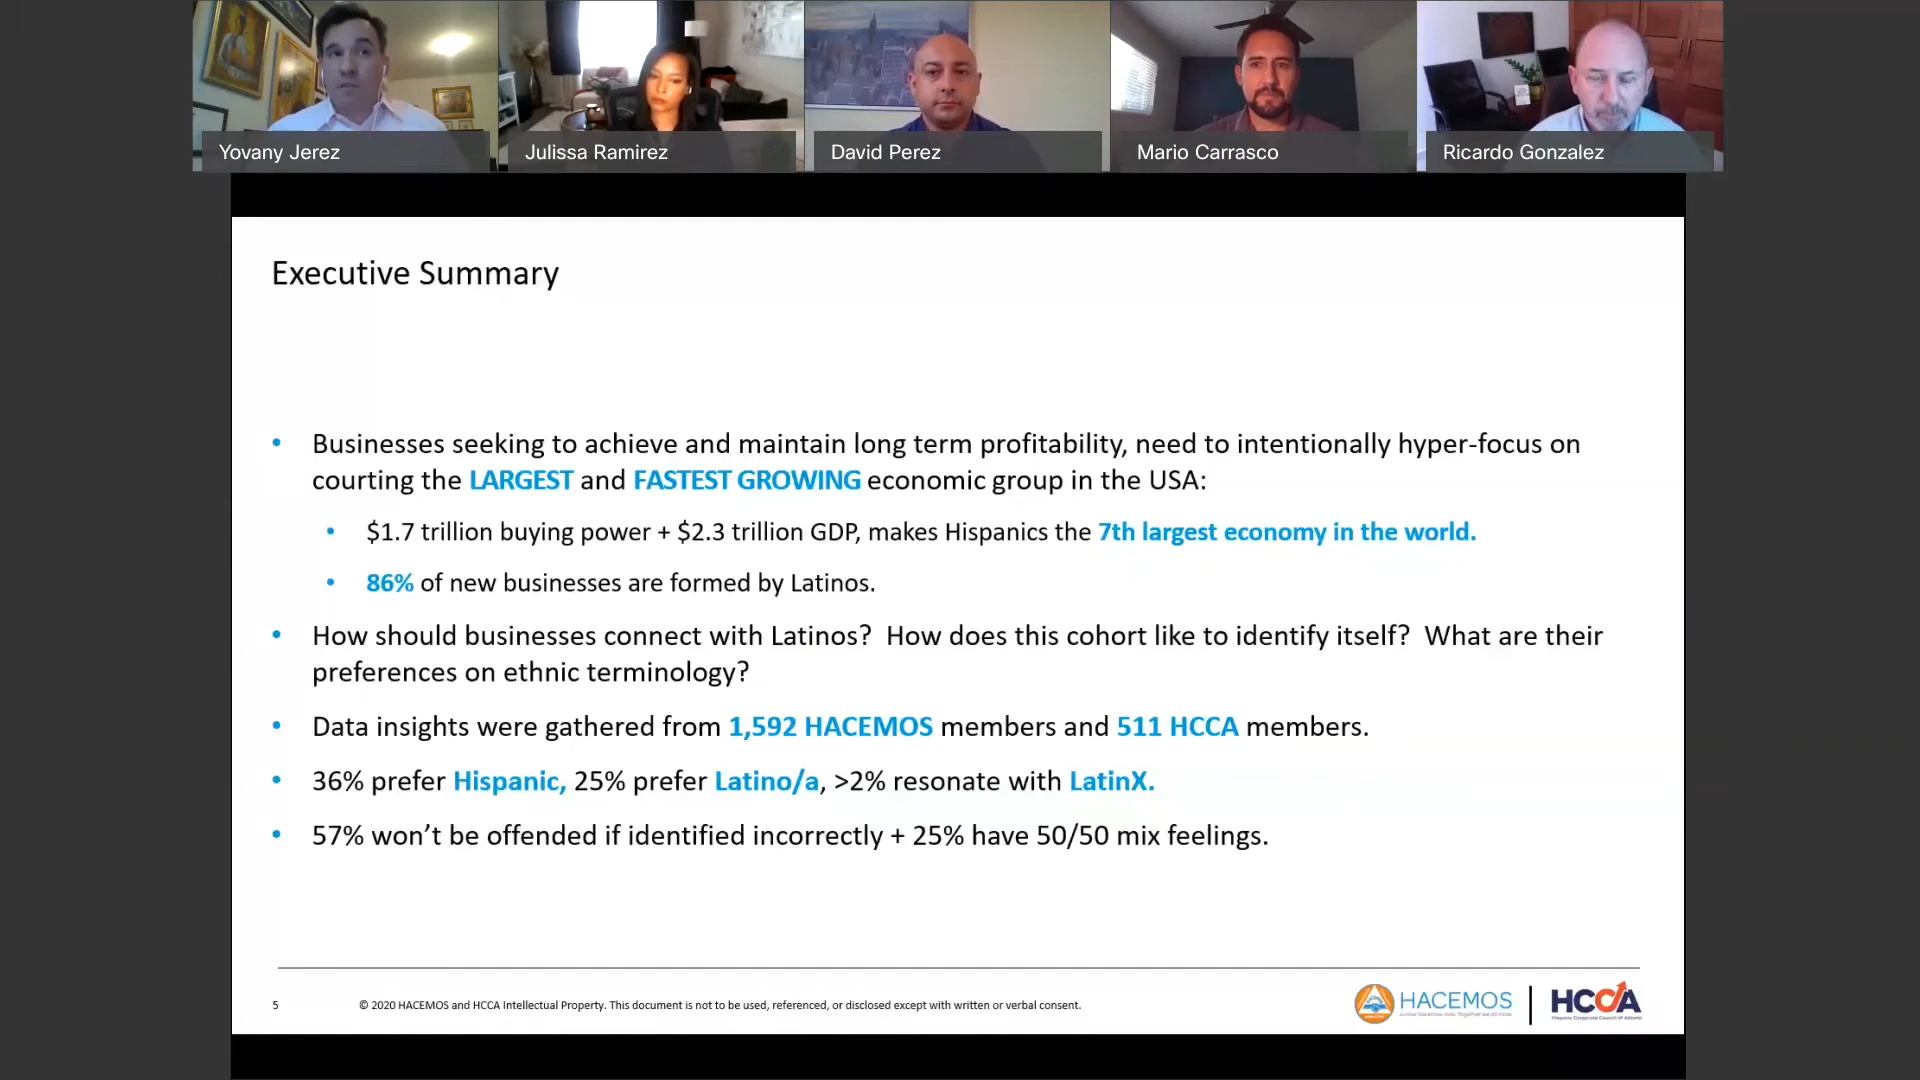 Yovany Jerez
Julissa Ramirez
David Perez
Mario Carrasco
Ricardo Gonzalez
Executive Summary
• Businesses seeking to achieve and maintain long term profitability, need to intentionally hyper-focus on
courting the LARGEST and FASTEST GROWING economic group in the USA:
• $1.7 trillion buying power + $2.3 trillion GDP, makes Hispanics the 7th largest economy in the world.
• 86% of new businesses are formed by Latinos.
• How should businesses connect with Latinos?  How does this cohort like to identify itself?  What are their
preferences on ethnic terminology?
• Data insights were gathered from 1,592 HACEMOS members and 511 HCCA members.
• 36% prefer Hispanic, 25% prefer Latino/a, >2% resonate with LatinX.
• 57% won’t be offended if identified incorrectly + 25% have 50/50 mix feelings.
5
© 2020 HACEMOS and HCCA Intellectual Property. This document is not to be used, referenced, or disclosed except with written or verbal consent.
HACEMOS
HCCA
Hispanic Corporate Council of Atlanta